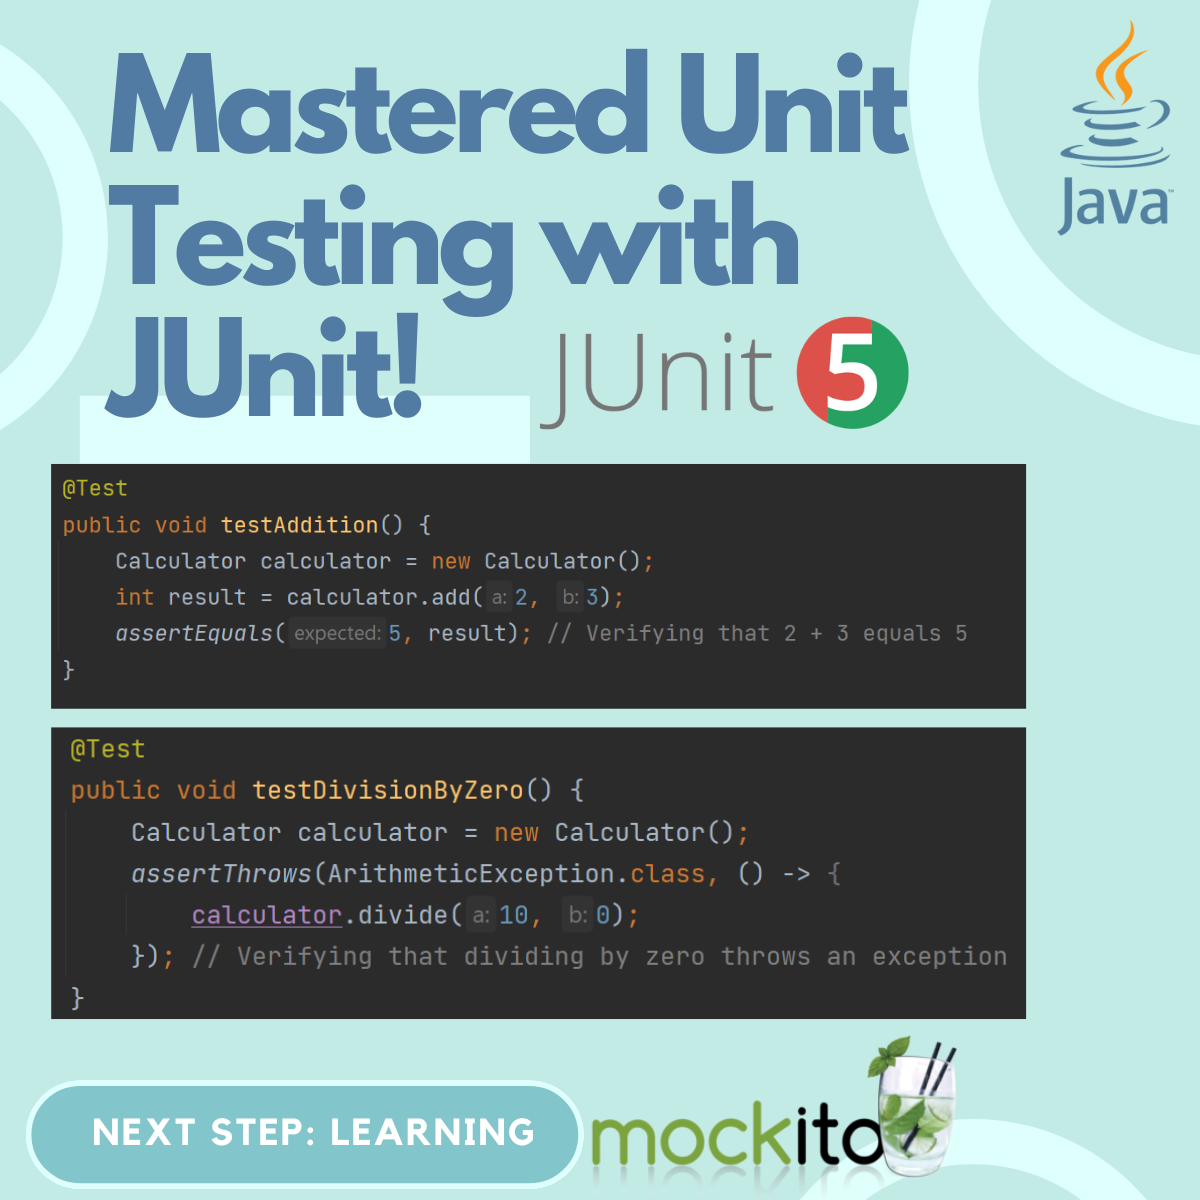 Mastered Unit
Testing with
JUnit!
Java™
JUnit 5
@Test
public void testAddition() {
    Calculator calculator = new Calculator();
    int result = calculator.add( a: 2, b: 3);
    assertEquals( expected: 5, result); // Verifying that 2 + 3 equals 5
}
@Test
public void testDivisionByZero() {
    Calculator calculator = new Calculator();
    assertThrows(ArithmeticException.class, () -> {
        calculator.divide( a: 10, b: 0);
    }); // Verifying that dividing by zero throws an exception
}
NEXT STEP: LEARNING
mockito